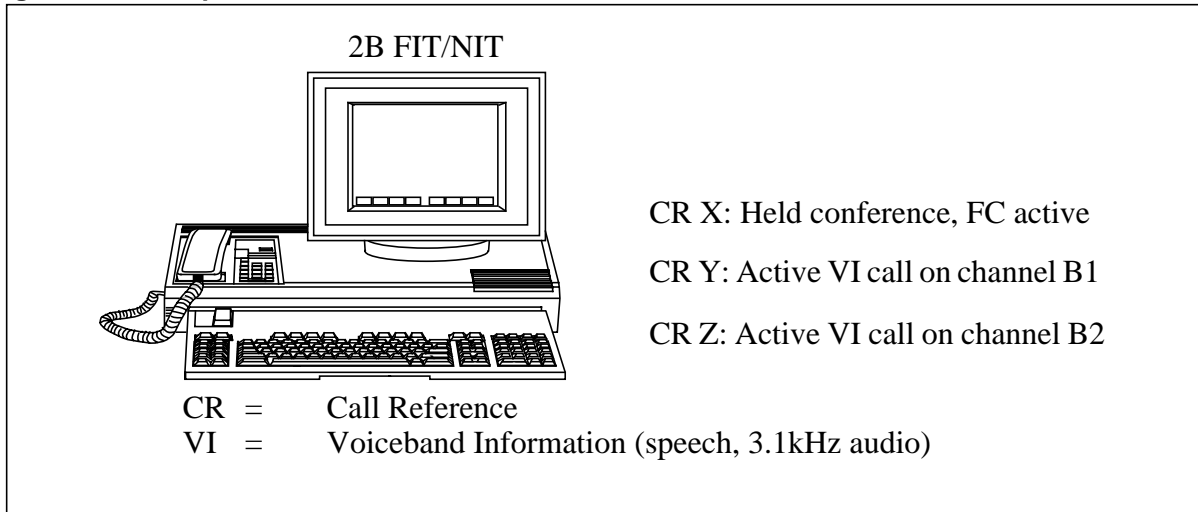 2B FIT/NIT
CR X: Held conference, FC active
CR Y: Active VI call on channel B1
CR Z: Active VI call on channel B2
CR = Call Reference
VI = Voiceband Information (speech, 3.1kHz audio)